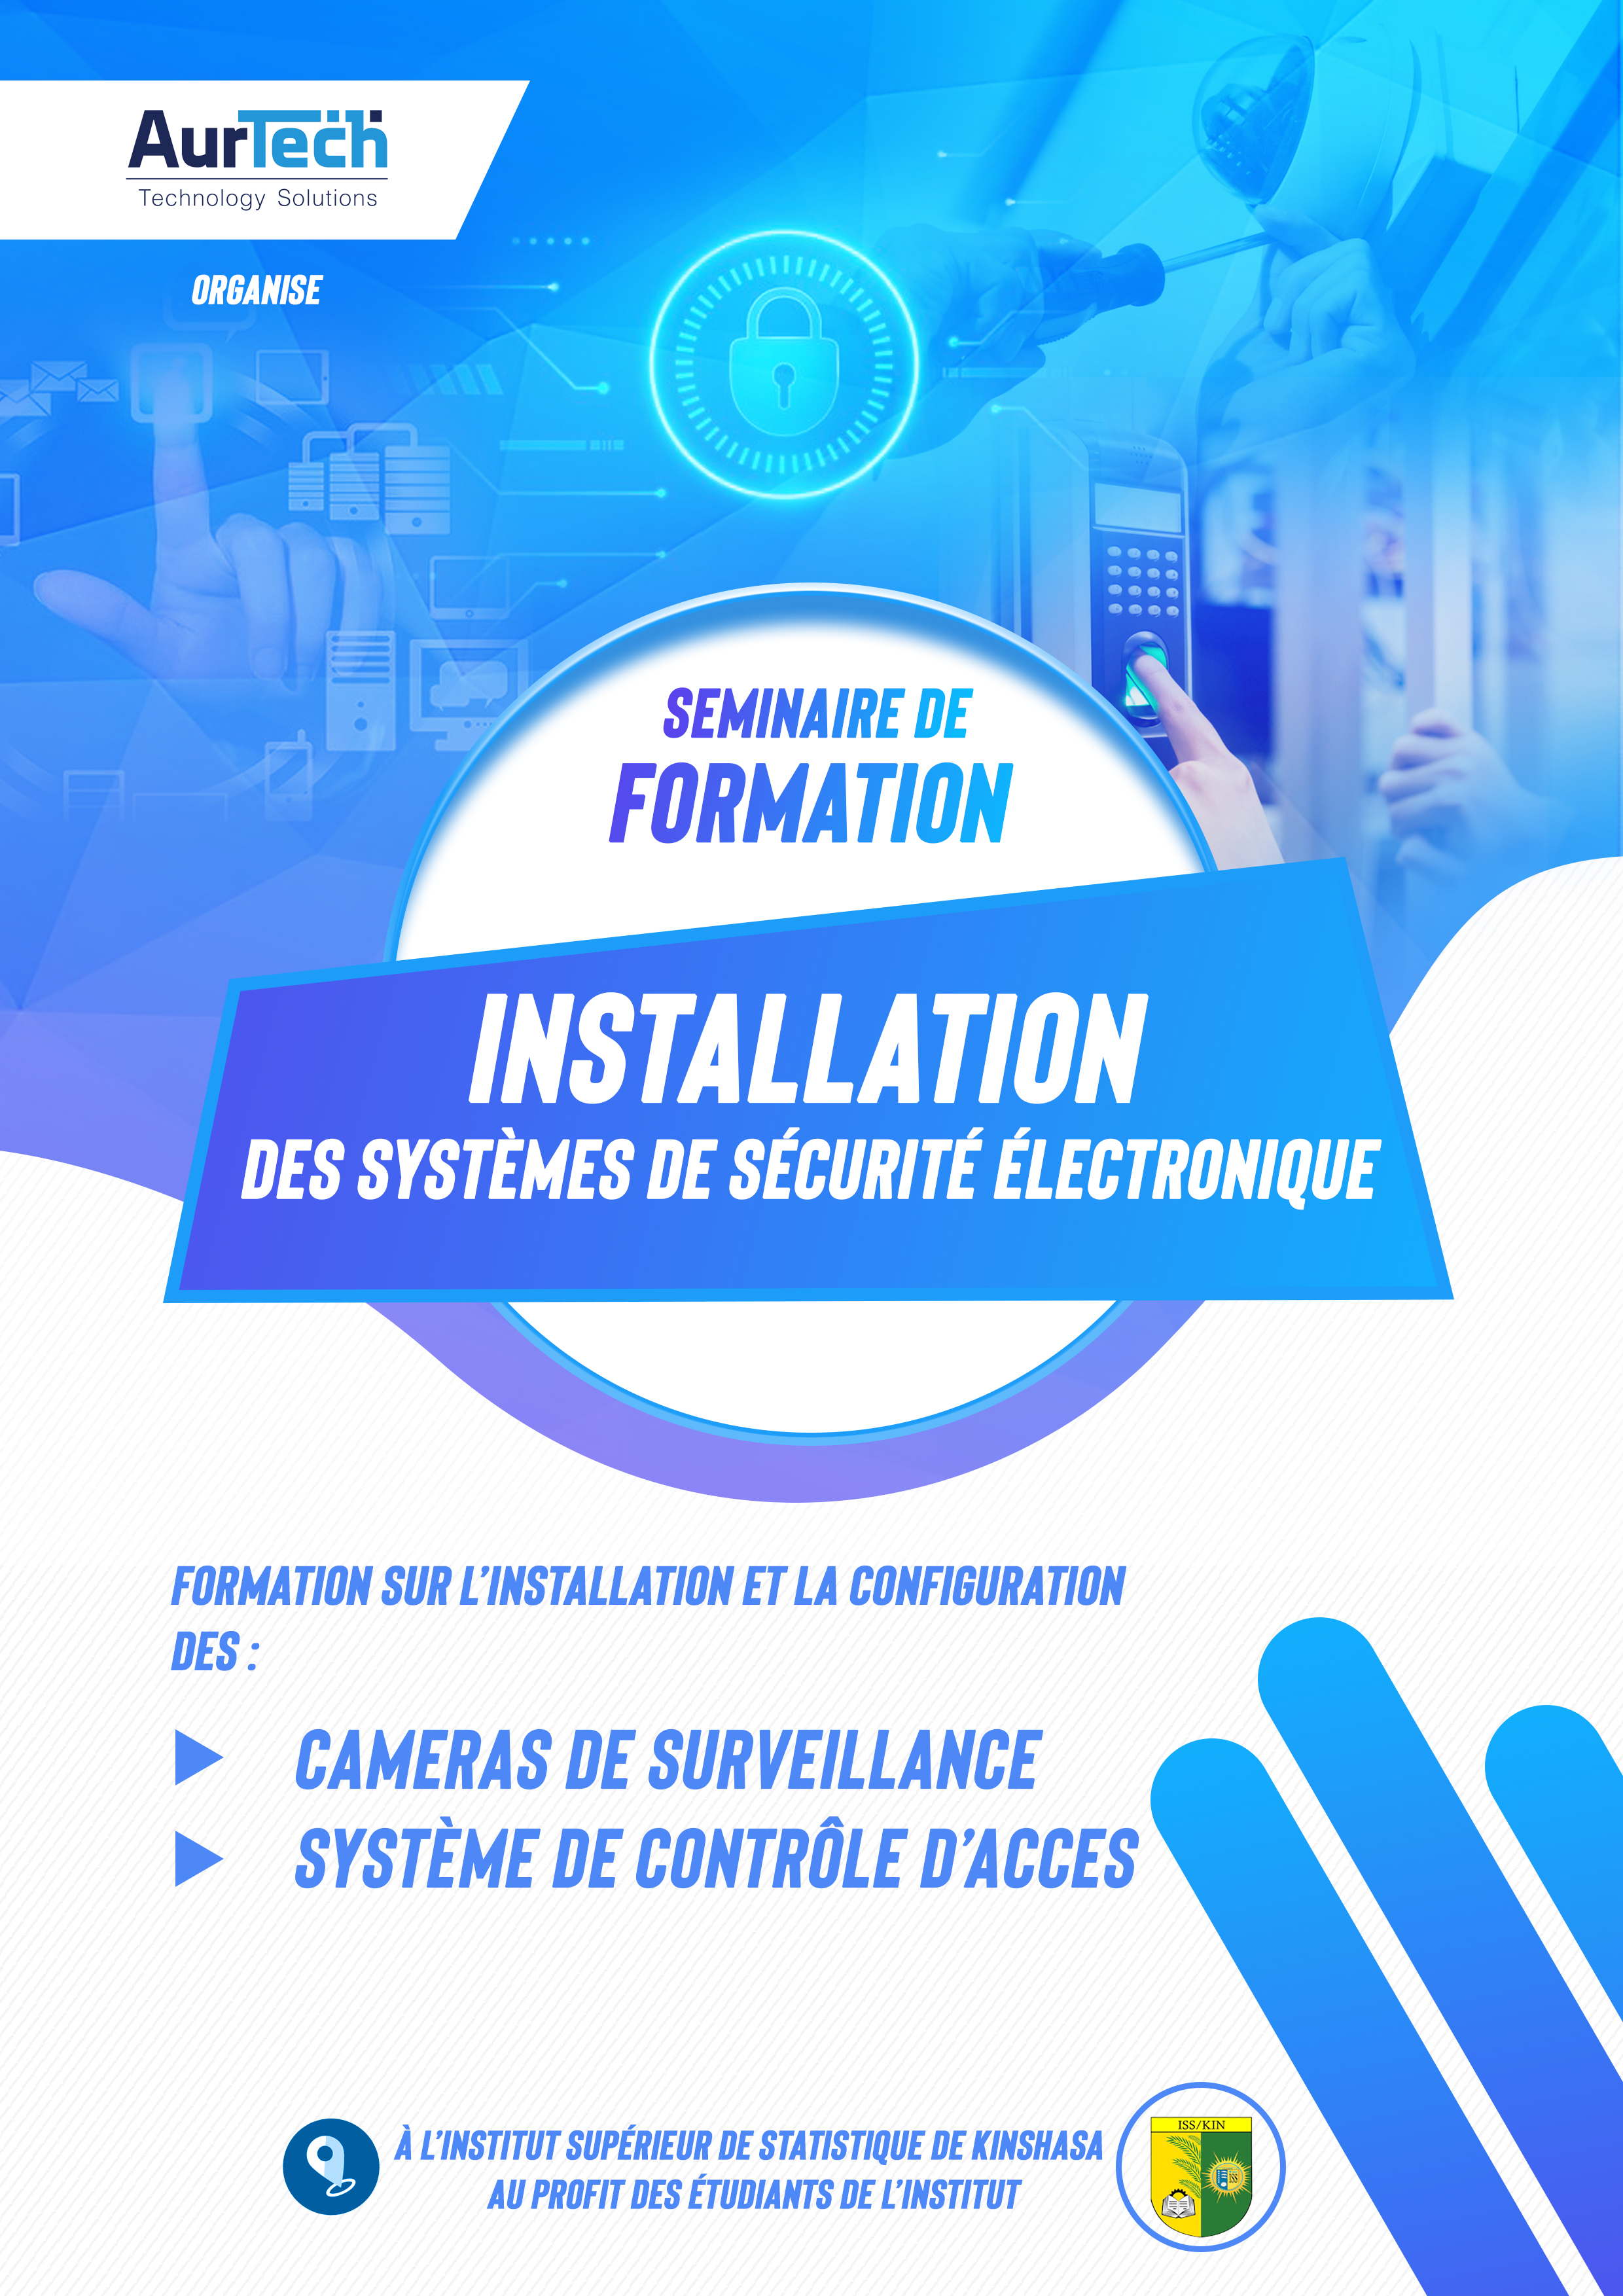 AurTech
Technology Solutions
ORGANISE
SEMINAIRE DE
FORMATION
INSTALLATION
DES SYSTÈMES DE SÉCURITÉ ÉLECTRONIQUE
FORMATION SUR L’INSTALLATION ET LA CONFIGURATION
DES :
CAMERAS DE SURVEILLANCE
SYSTÈME DE CONTRÔLE D’ACCES
À L’INSTITUT SUPÉRIEUR DE STATISTIQUE DE KINSHASA
AU PROFIT DES ÉTUDIANTS DE L’INSTITUT
ISS/KIN